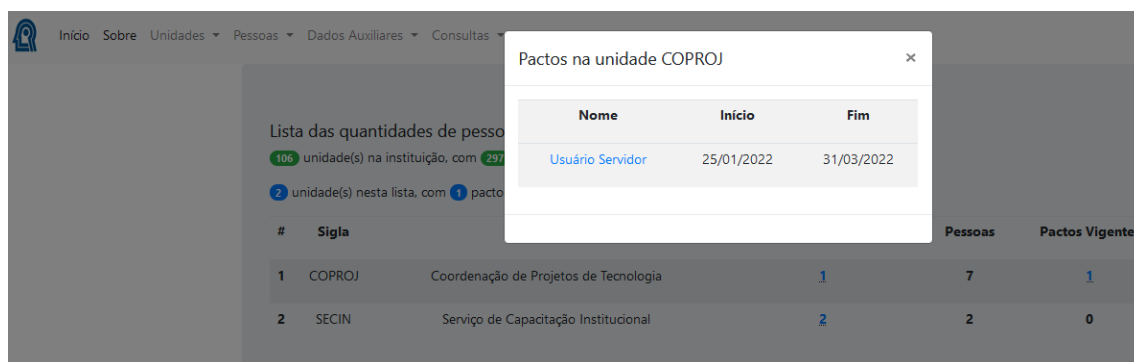 Início Sobre Unidades Pessoas Dados Auxiliares Consultas
Pactos na unidade COPROJ ×
Nome Início Fim
Usuário Servidor 25/01/2022 31/03/2022
Lista das quantidades de pesso
106 unidade(s) na instituição, com 297
2 unidade(s) nesta lista, com 1 pacto
# Sigla Pessoas Pactos Vigente
1 COPROJ Coordenação de Projetos de Tecnologia 1 7 1
2 SECIN Serviço de Capacitação Institucional 2 2 0